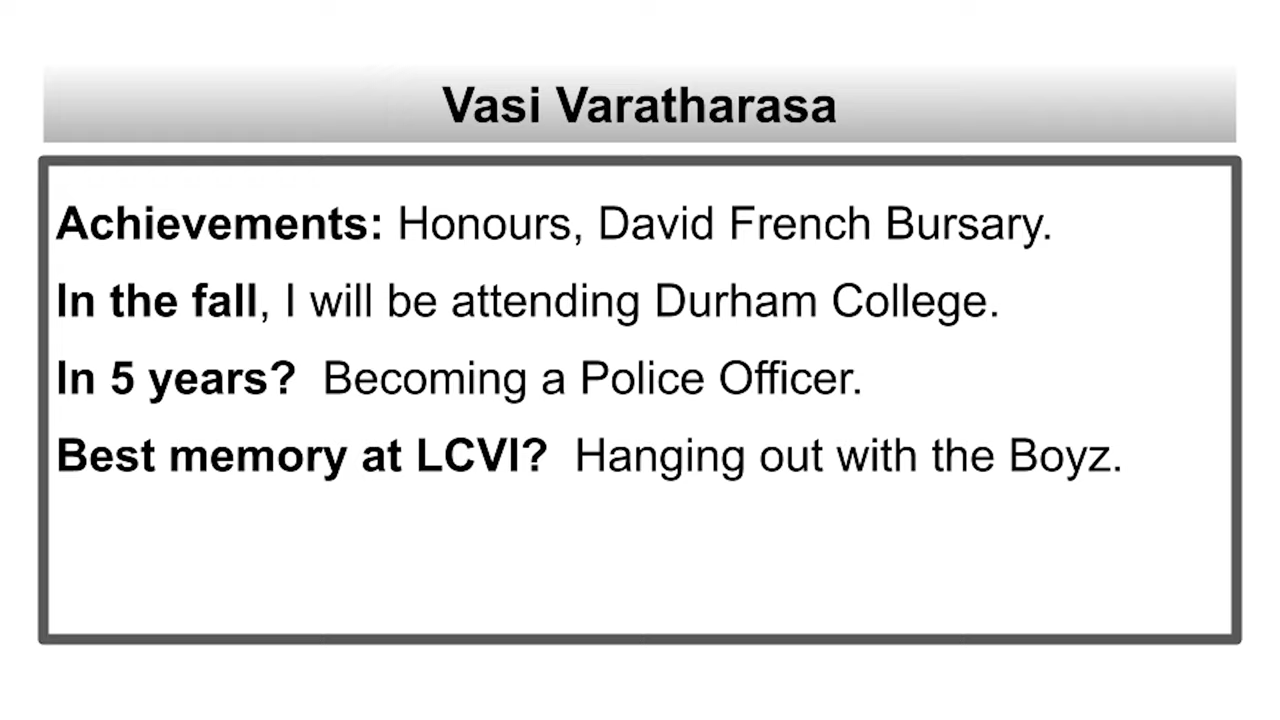 Vasi Varatharasa
Achievements: Honours, David French Bursary.
In the fall, I will be attending Durham College.
In 5 years? Becoming a Police Officer.
Best memory at LCVI? Hanging out with the Boyz.